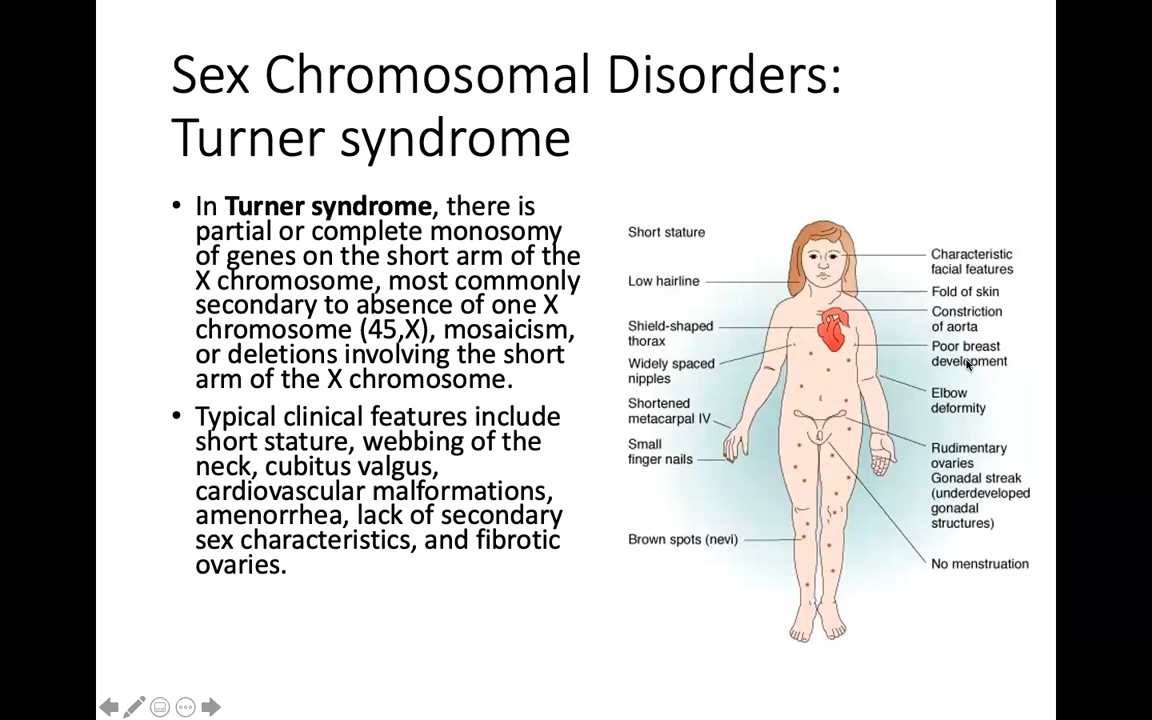 Sex Chromosomal Disorders:
Turner syndrome
• In Turner syndrome, there is
partial or complete monosomy
of genes on the short arm of the
X chromosome, most commonly
secondary to absence of one X
chromosome (45,X), mosaicism,
or deletions involving the short
arm of the X chromosome.
• Typical clinical features include
short stature, webbing of the
neck, cubitus valgus,
cardiovascular malformations,
amenorrhea, lack of secondary
sex characteristics, and fibrotic
ovaries.
Short stature
Low hairline
Shield-shaped
thorax
Widely spaced
nipples
Shortened
metacarpal IV
Small
finger nails
Brown spots (nevi)
Characteristic
facial features
Fold of skin
Constriction
of aorta
Poor breast
development
Elbow
deformity
Rudimentary
ovaries
Gonadal streak
(underdeveloped
gonadal
structures)
No menstruation